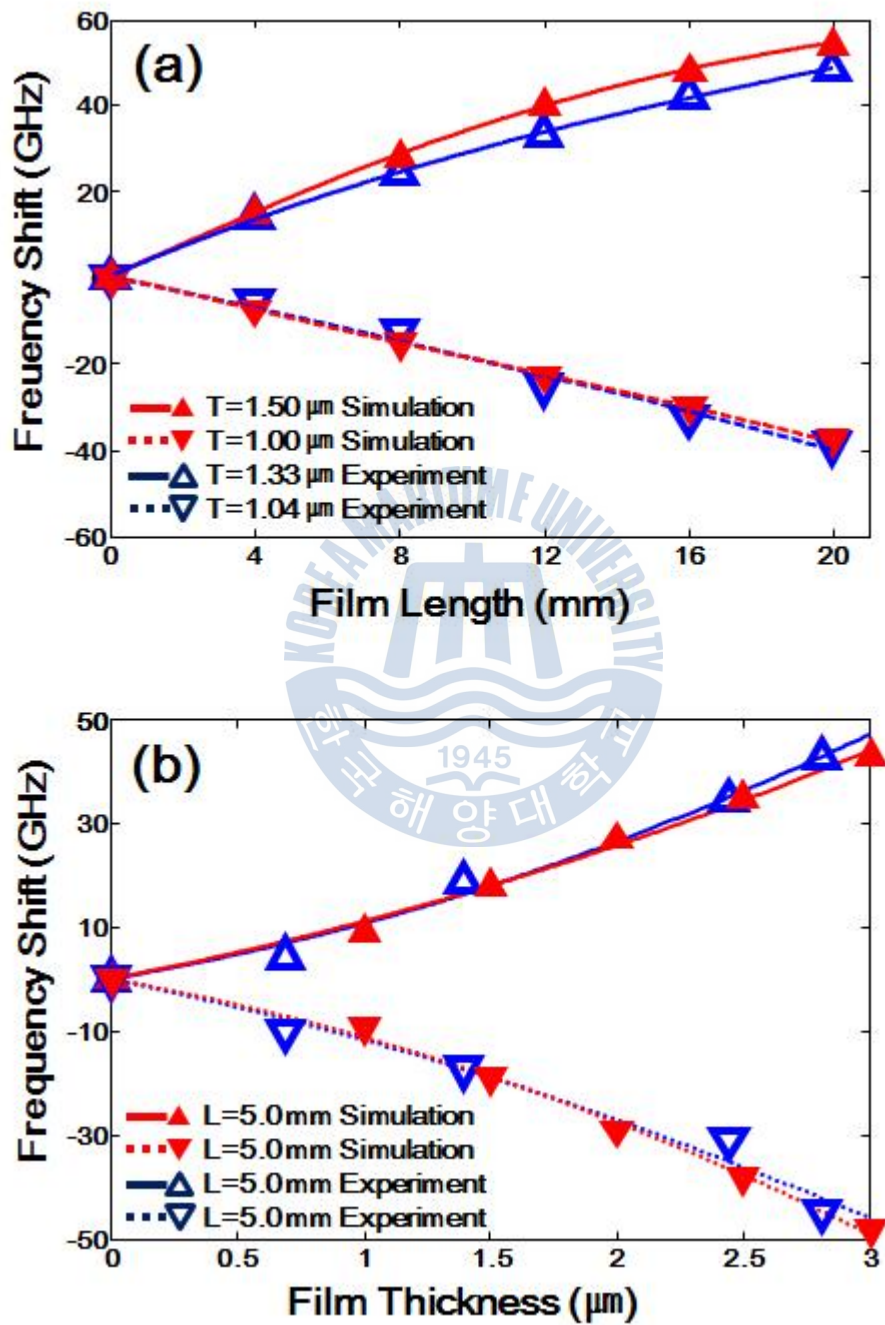 (a)
Freuency Shift (GHz)
60
40
20
0
-20
-40
-60
T=1.50 ㎛ Simulation
T=1.00 ㎛ Simulation
T=1.33 ㎛ Experiment
T=1.04 ㎛ Experiment
0 4 8 12 16 20
Film Length (mm)
KOREA MARITIME UNIVERSITY
1945
한국해양대학교
(b)
Frequency Shift (GHz)
50
30
10
-10
-30
-50
L=5.0mm Simulation
L=5.0mm Simulation
L=5.0mm Experiment
L=5.0mm Experiment
0 0.5 1 1.5 2 2.5 3
Film Thickness (㎛)